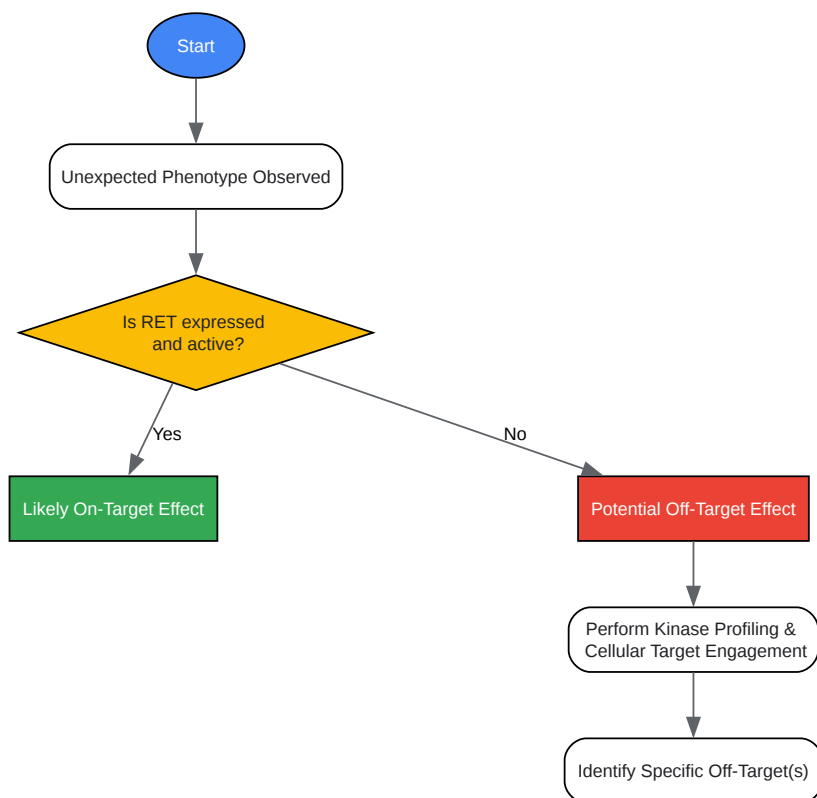 Start
Unexpected Phenotype Observed
Is RET expressed
and active?
Yes
No
Likely On-Target Effect
Potential Off-Target Effect
Perform Kinase Profiling &
Cellular Target Engagement
Identify Specific Off-Target(s)